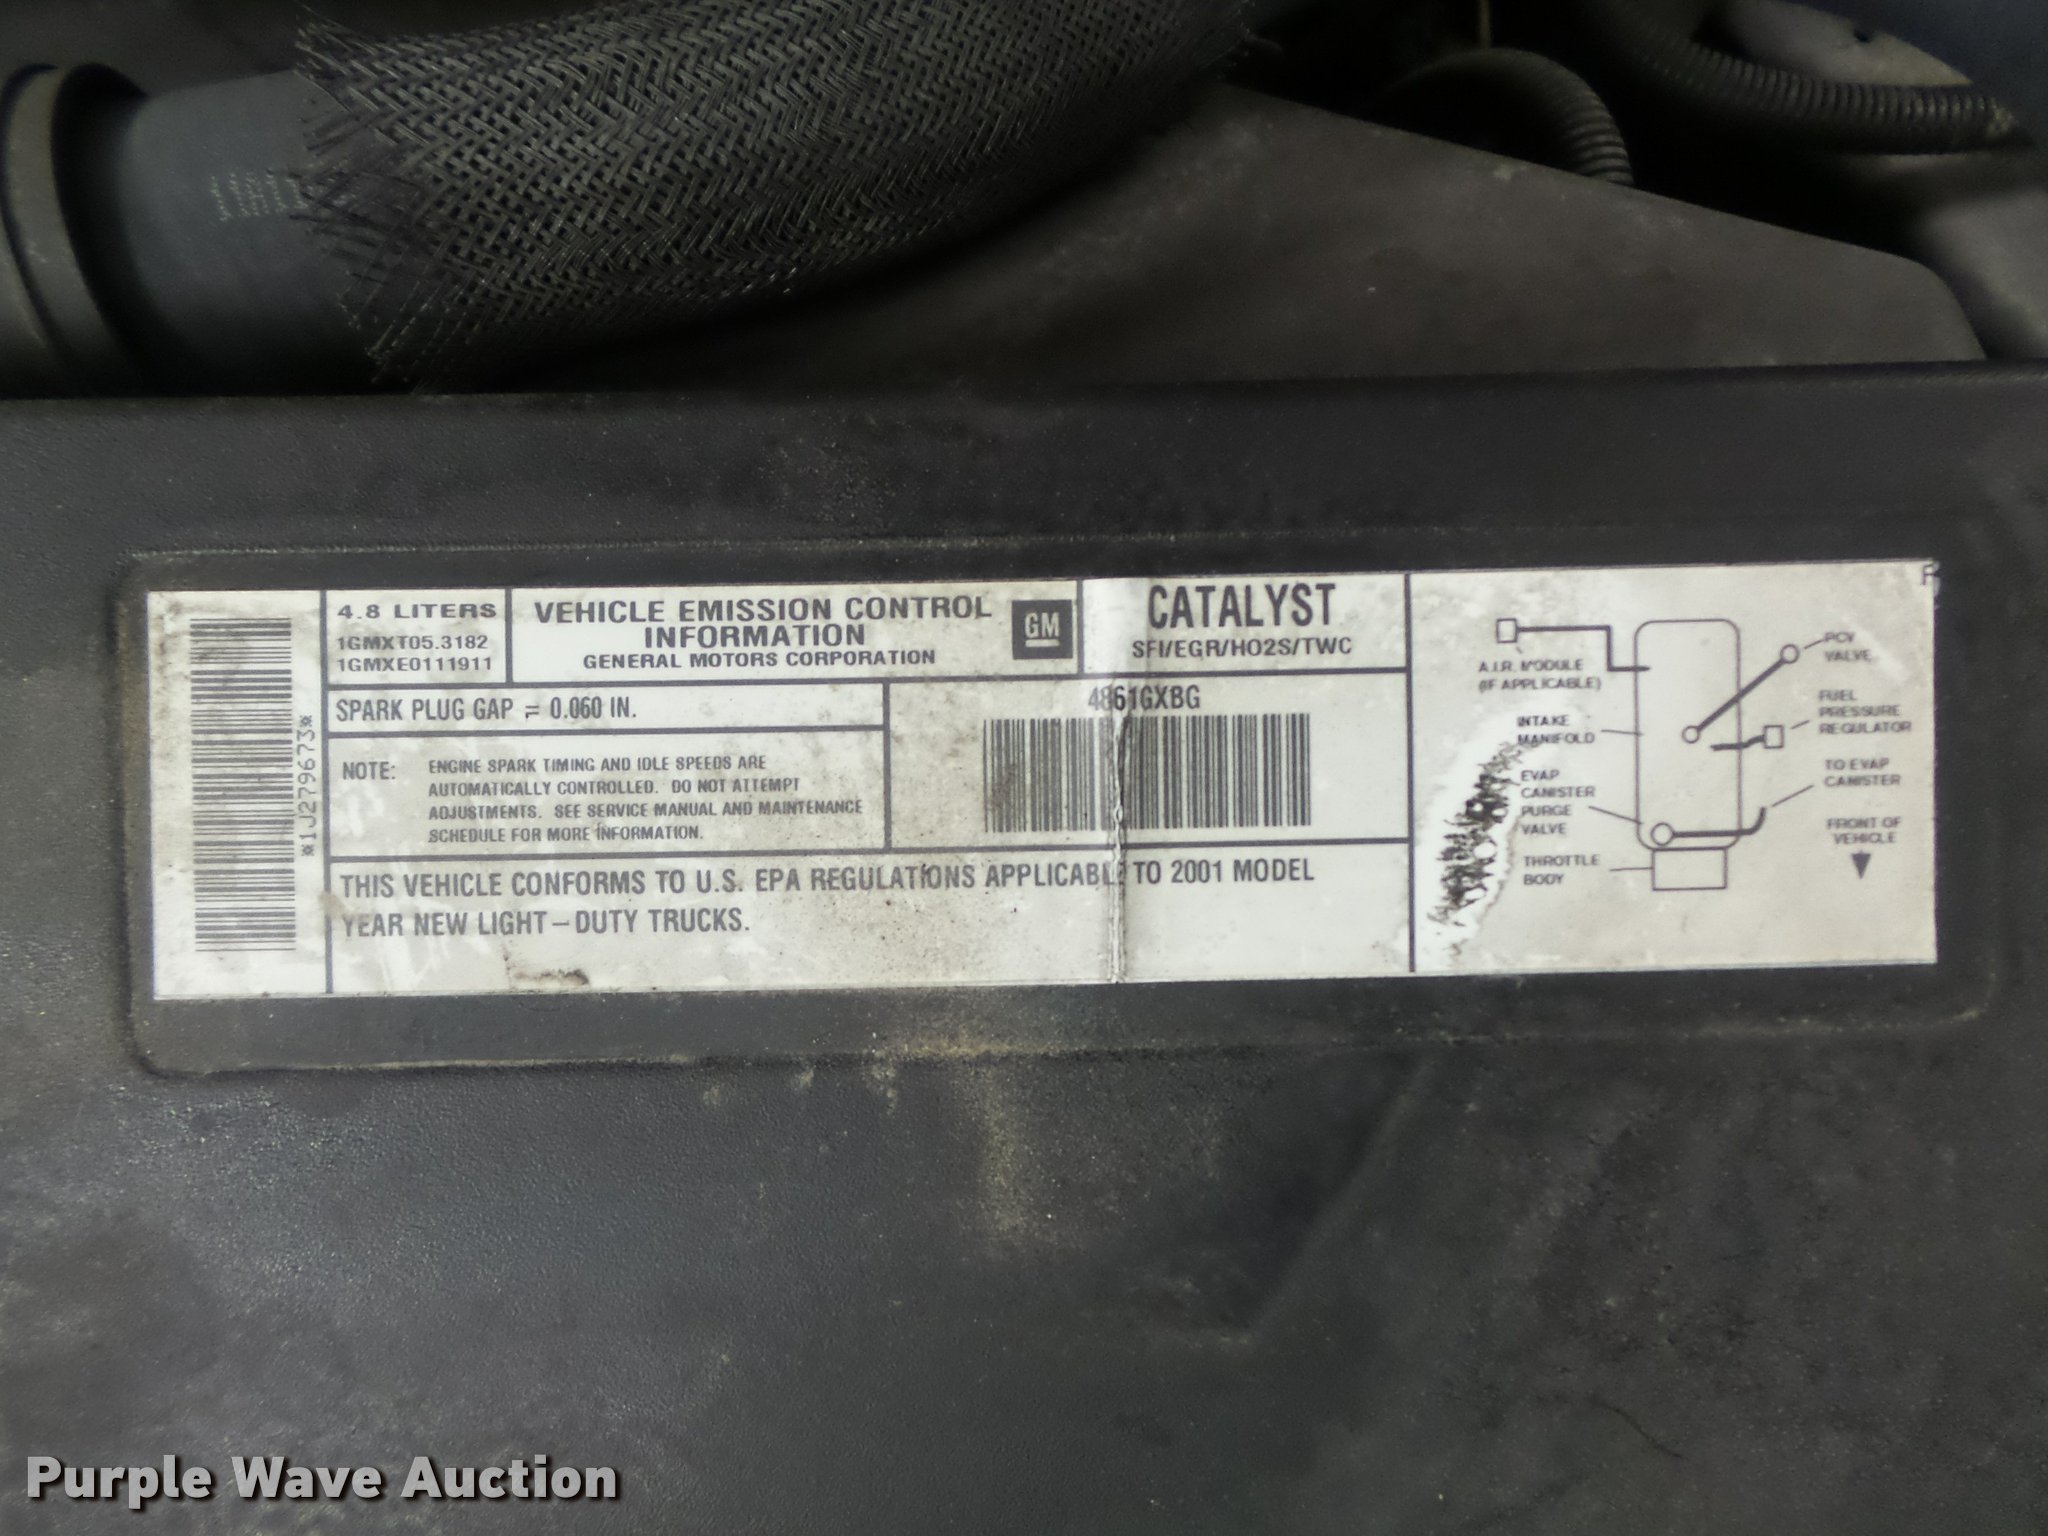 4.8 LITERS
1GMXT05.3182
1GMXE0111911
VEHICLE EMISSION CONTROL
INFORMATION
GENERAL MOTORS CORPORATION
GM
CATALYST
SFI/EGR/HO2S/TWC
SPARK PLUG GAP = 0.060 IN.
NOTE: ENGINE SPARK TIMING AND IDLE SPEEDS ARE
AUTOMATICALLY CONTROLLED. DO NOT ATTEMPT
ADJUSTMENTS. SEE SERVICE MANUAL AND MAINTENANCE
SCHEDULE FOR MORE INFORMATION.
4861GXBG
THIS VEHICLE CONFORMS TO U.S. EPA REGULATIONS APPLICABLE TO 2001 MODEL
YEAR NEW LIGHT-DUTY TRUCKS.
*1J279673*
A.I.R. MODULE
(IF APPLICABLE)
INTAKE
MANIFOLD
EVAP
CANISTER
PURGE
VALVE
THROTTLE
BODY
PCV
VALVE
FUEL
PRESSURE
REGULATOR
TO EVAP
CANISTER
FRONT OF
VEHICLE
Purple Wave Auction